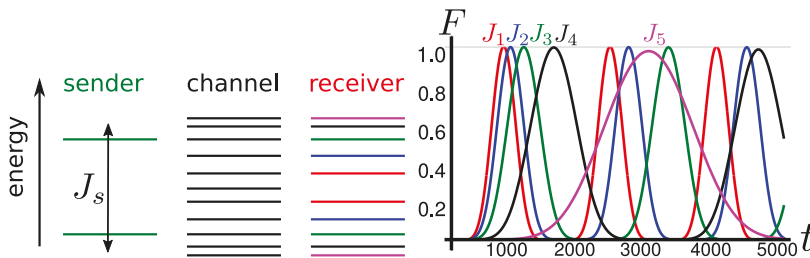 sender
channel
receiver
energy
J_s
F
J_1 J_2 J_3 J_4
J_5
1.0
0.8
0.6
0.4
0.2
1000 2000 3000 4000 5000
t